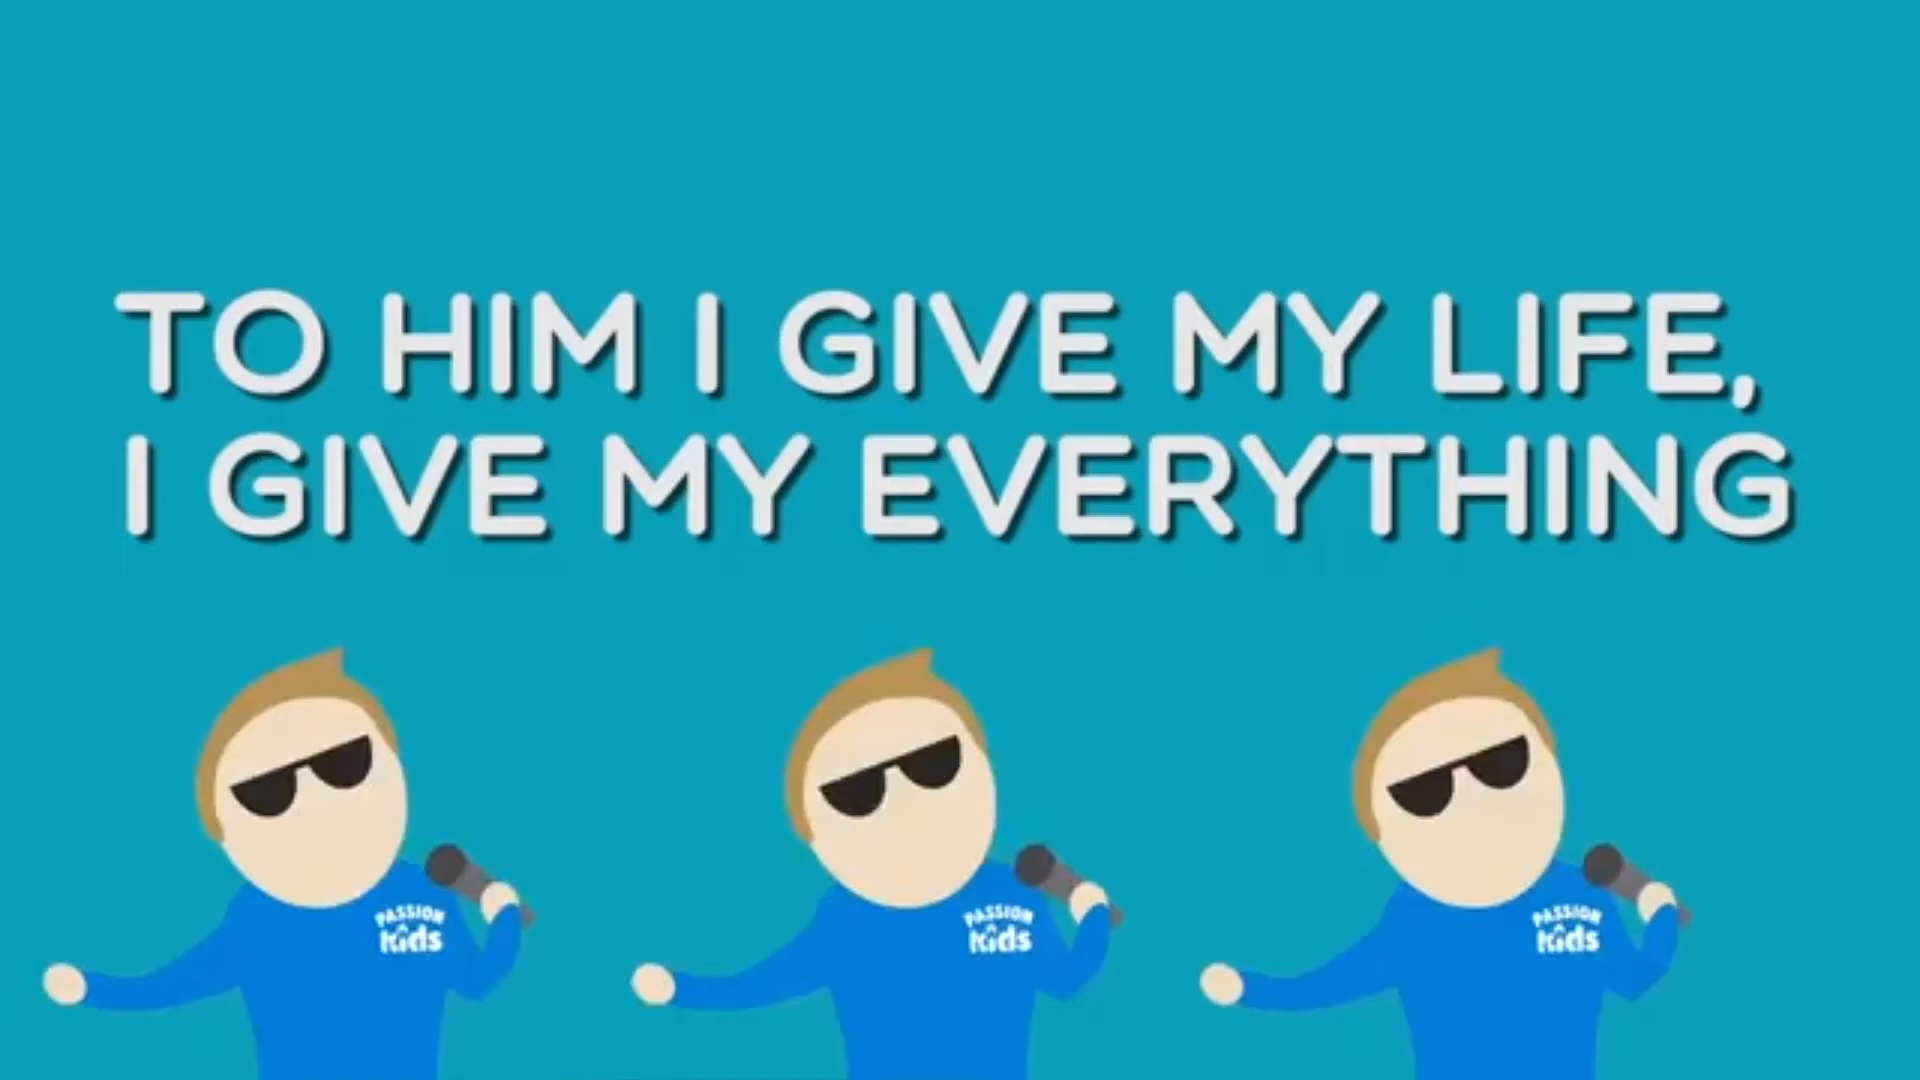 TO HIM I GIVE MY LIFE,
I GIVE MY EVERYTHING
PASSION
kids
PASSION
kids
PASSION
kids